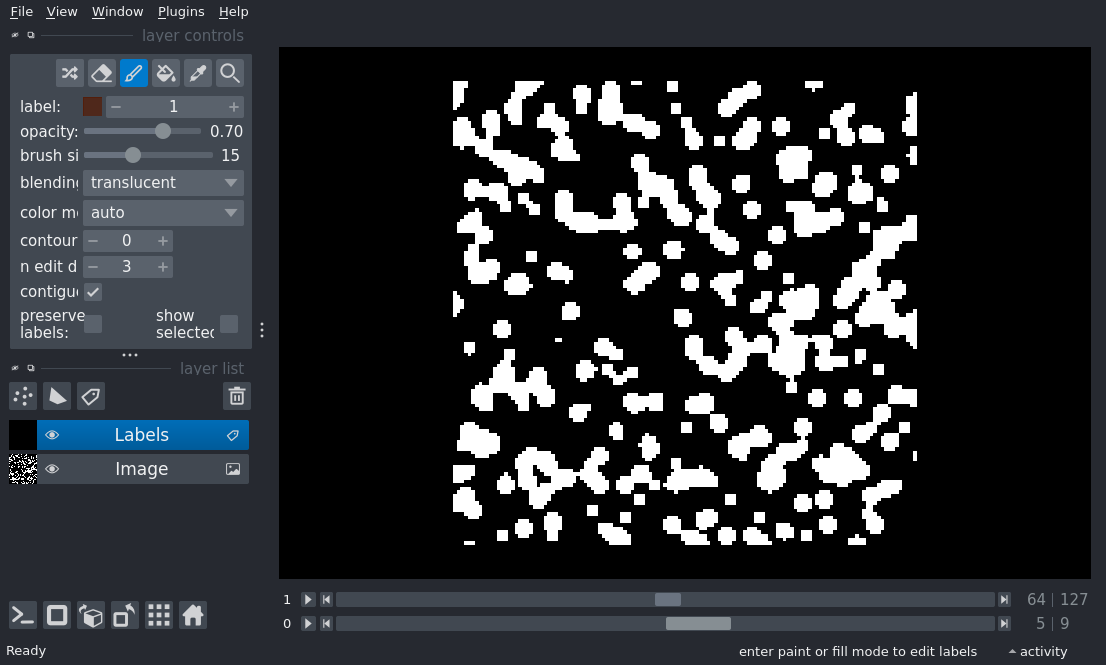 File View Window Plugins Help
layer controls
label: 1
opacity: 0.70
brush si 15
blending translucent
color m auto
contour 0
n edit d 3
contigu
preserve labels: show selected
layer list
Labels
Image
1 64 | 127
0 5 | 9
Ready enter paint or fill mode to edit labels activity